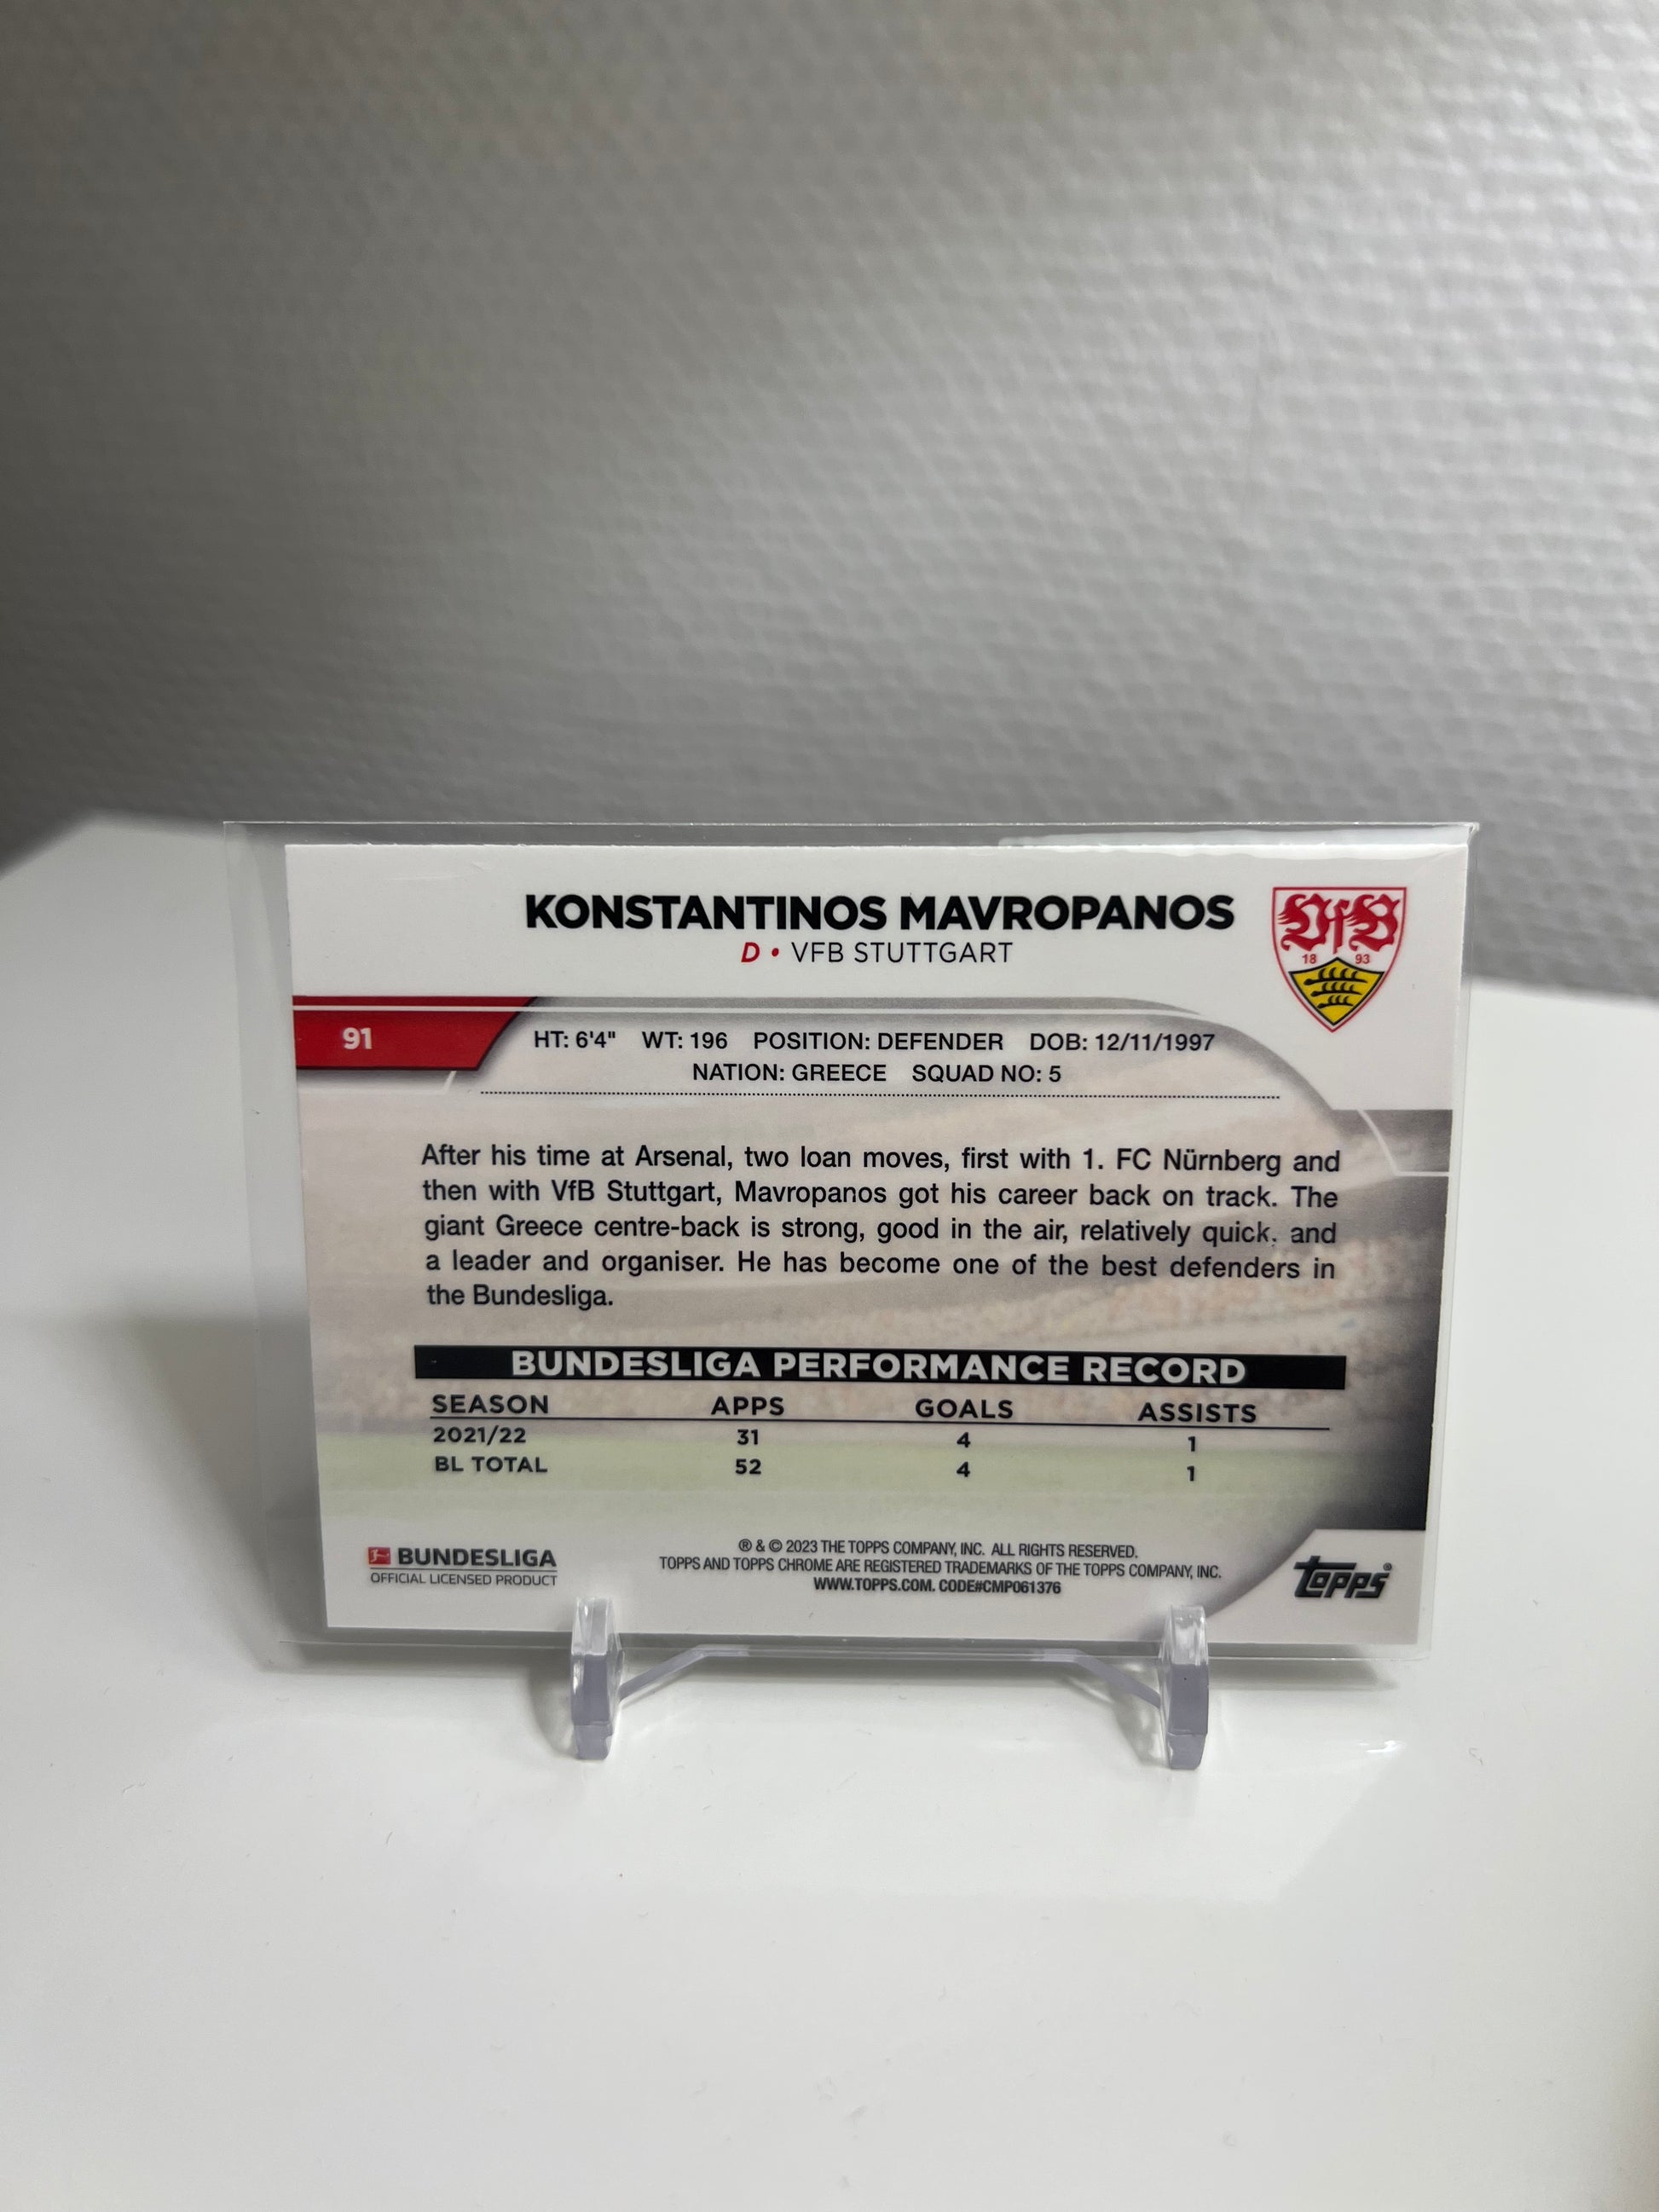 KONSTANTINOS MAVROPANOS
D • VFB STUTTGART
VfB
18 93
91
HT: 6'4" WT: 196 POSITION: DEFENDER DOB: 12/11/1997
NATION: GREECE SQUAD NO: 5
After his time at Arsenal, two loan moves, first with 1. FC Nürnberg and
then with VfB Stuttgart, Mavropanos got his career back on track. The
giant Greece centre-back is strong, good in the air, relatively quick, and
a leader and organiser. He has become one of the best defenders in
the Bundesliga.
BUNDESLIGA PERFORMANCE RECORD
SEASON APPS GOALS ASSISTS
2021/22 31 4 1
BL TOTAL 52 4 1
BUNDESLIGA
OFFICIAL LICENSED PRODUCT
® & © 2023 THE TOPPS COMPANY, INC. ALL RIGHTS RESERVED.
TOPPS AND TOPPS CHROME ARE REGISTERED TRADEMARKS OF THE TOPPS COMPANY, INC.
WWW.TOPPS.COM. CODE#CMP061376
topps®